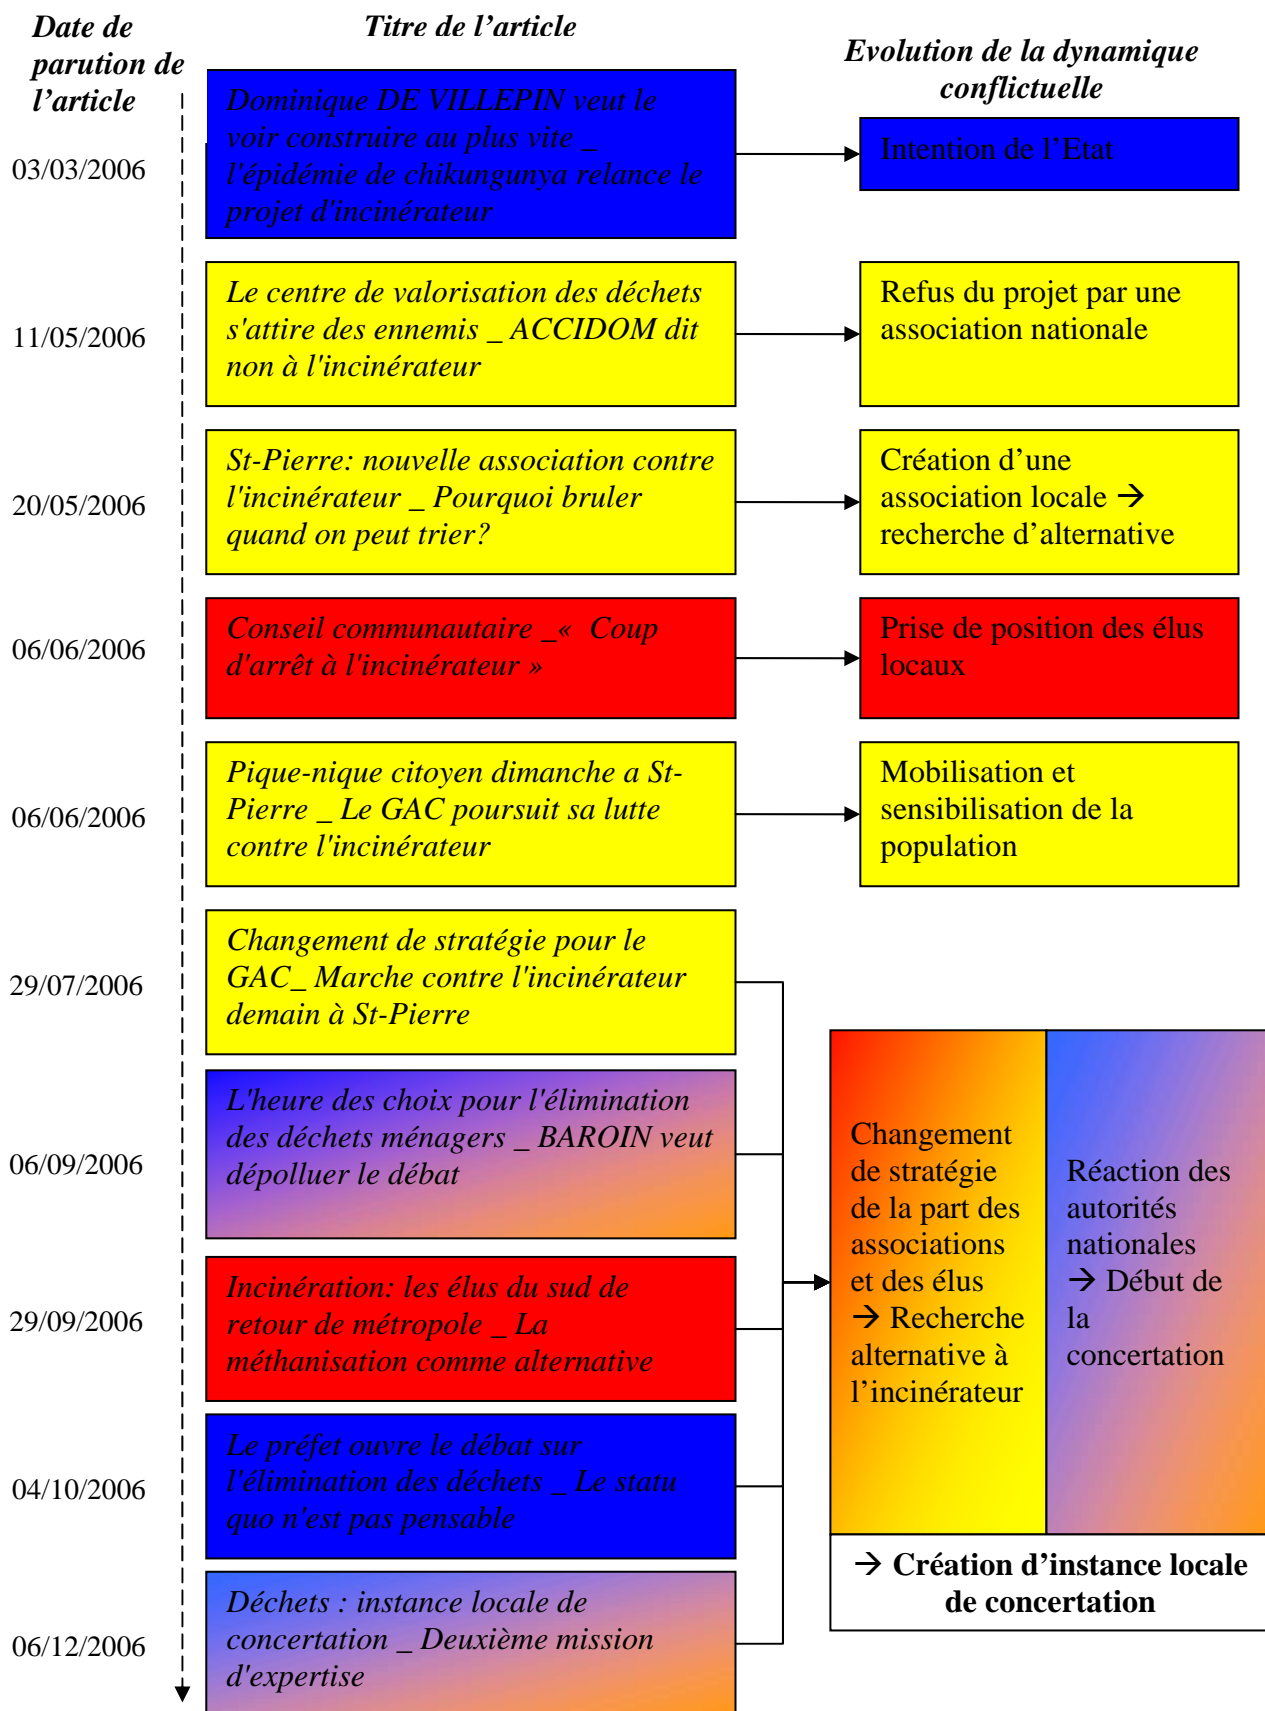 Date de
parution de
l'article
Titre de l'article
Evolution de la dynamique
conflictuelle
03/03/2006
Dominique DE VILLEPIN veut le
voir construire au plus vite _
l'épidémie de chikungunya relance le
projet d'incinérateur
Intention de l'Etat
11/05/2006
Le centre de valorisation des déchets
s'attire des ennemis _ ACCIDOM dit
non à l'incinérateur
Refus du projet par une
association nationale
20/05/2006
St-Pierre: nouvelle association contre
l'incinérateur _ Pourquoi bruler
quand on peut trier?
Création d'une
association locale →
recherche d'alternative
06/06/2006
Conseil communautaire _« Coup
d'arrêt à l'incinérateur »
Prise de position des élus
locaux
06/06/2006
Pique-nique citoyen dimanche a St-
Pierre _ Le GAC poursuit sa lutte
contre l'incinérateur
Mobilisation et
sensibilisation de la
population
29/07/2006
Changement de stratégie pour le
GAC_ Marche contre l'incinérateur
demain à St-Pierre
06/09/2006
L'heure des choix pour l'élimination
des déchets ménagers _ BAROIN veut
dépolluer le débat
29/09/2006
Incinération: les élus du sud de
retour de métropole _ La
méthanisation comme alternative
04/10/2006
Le préfet ouvre le débat sur
l'élimination des déchets _ Le statu
quo n'est pas pensable
06/12/2006
Déchets : instance locale de
concertation _ Deuxième mission
d'expertise
Changement
de stratégie
de la part des
associations
et des élus
→ Recherche
alternative à
l'incinérateur
Réaction des
autorités
nationales
→ Début de
la
concertation
→ Création d'instance locale
de concertation